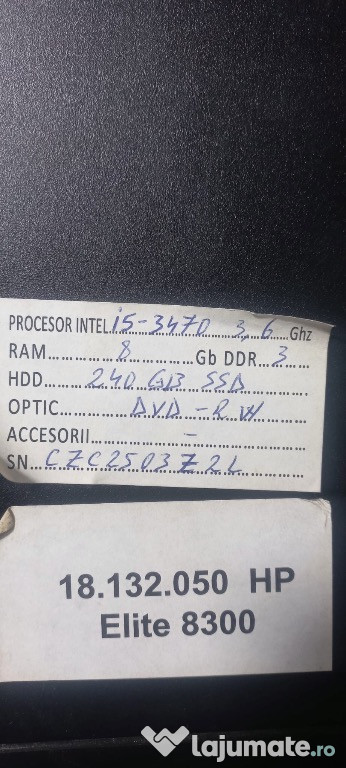 PROCESOR INTEL i5-3470 3,6 Ghz
RAM 8 Gb DDR 3
HDD 240 GB SSD
OPTIC DVD-RW
ACCESORII -
SN CZC2503Z2L
18.132.050 HP
Elite 8300
lajumate.ro